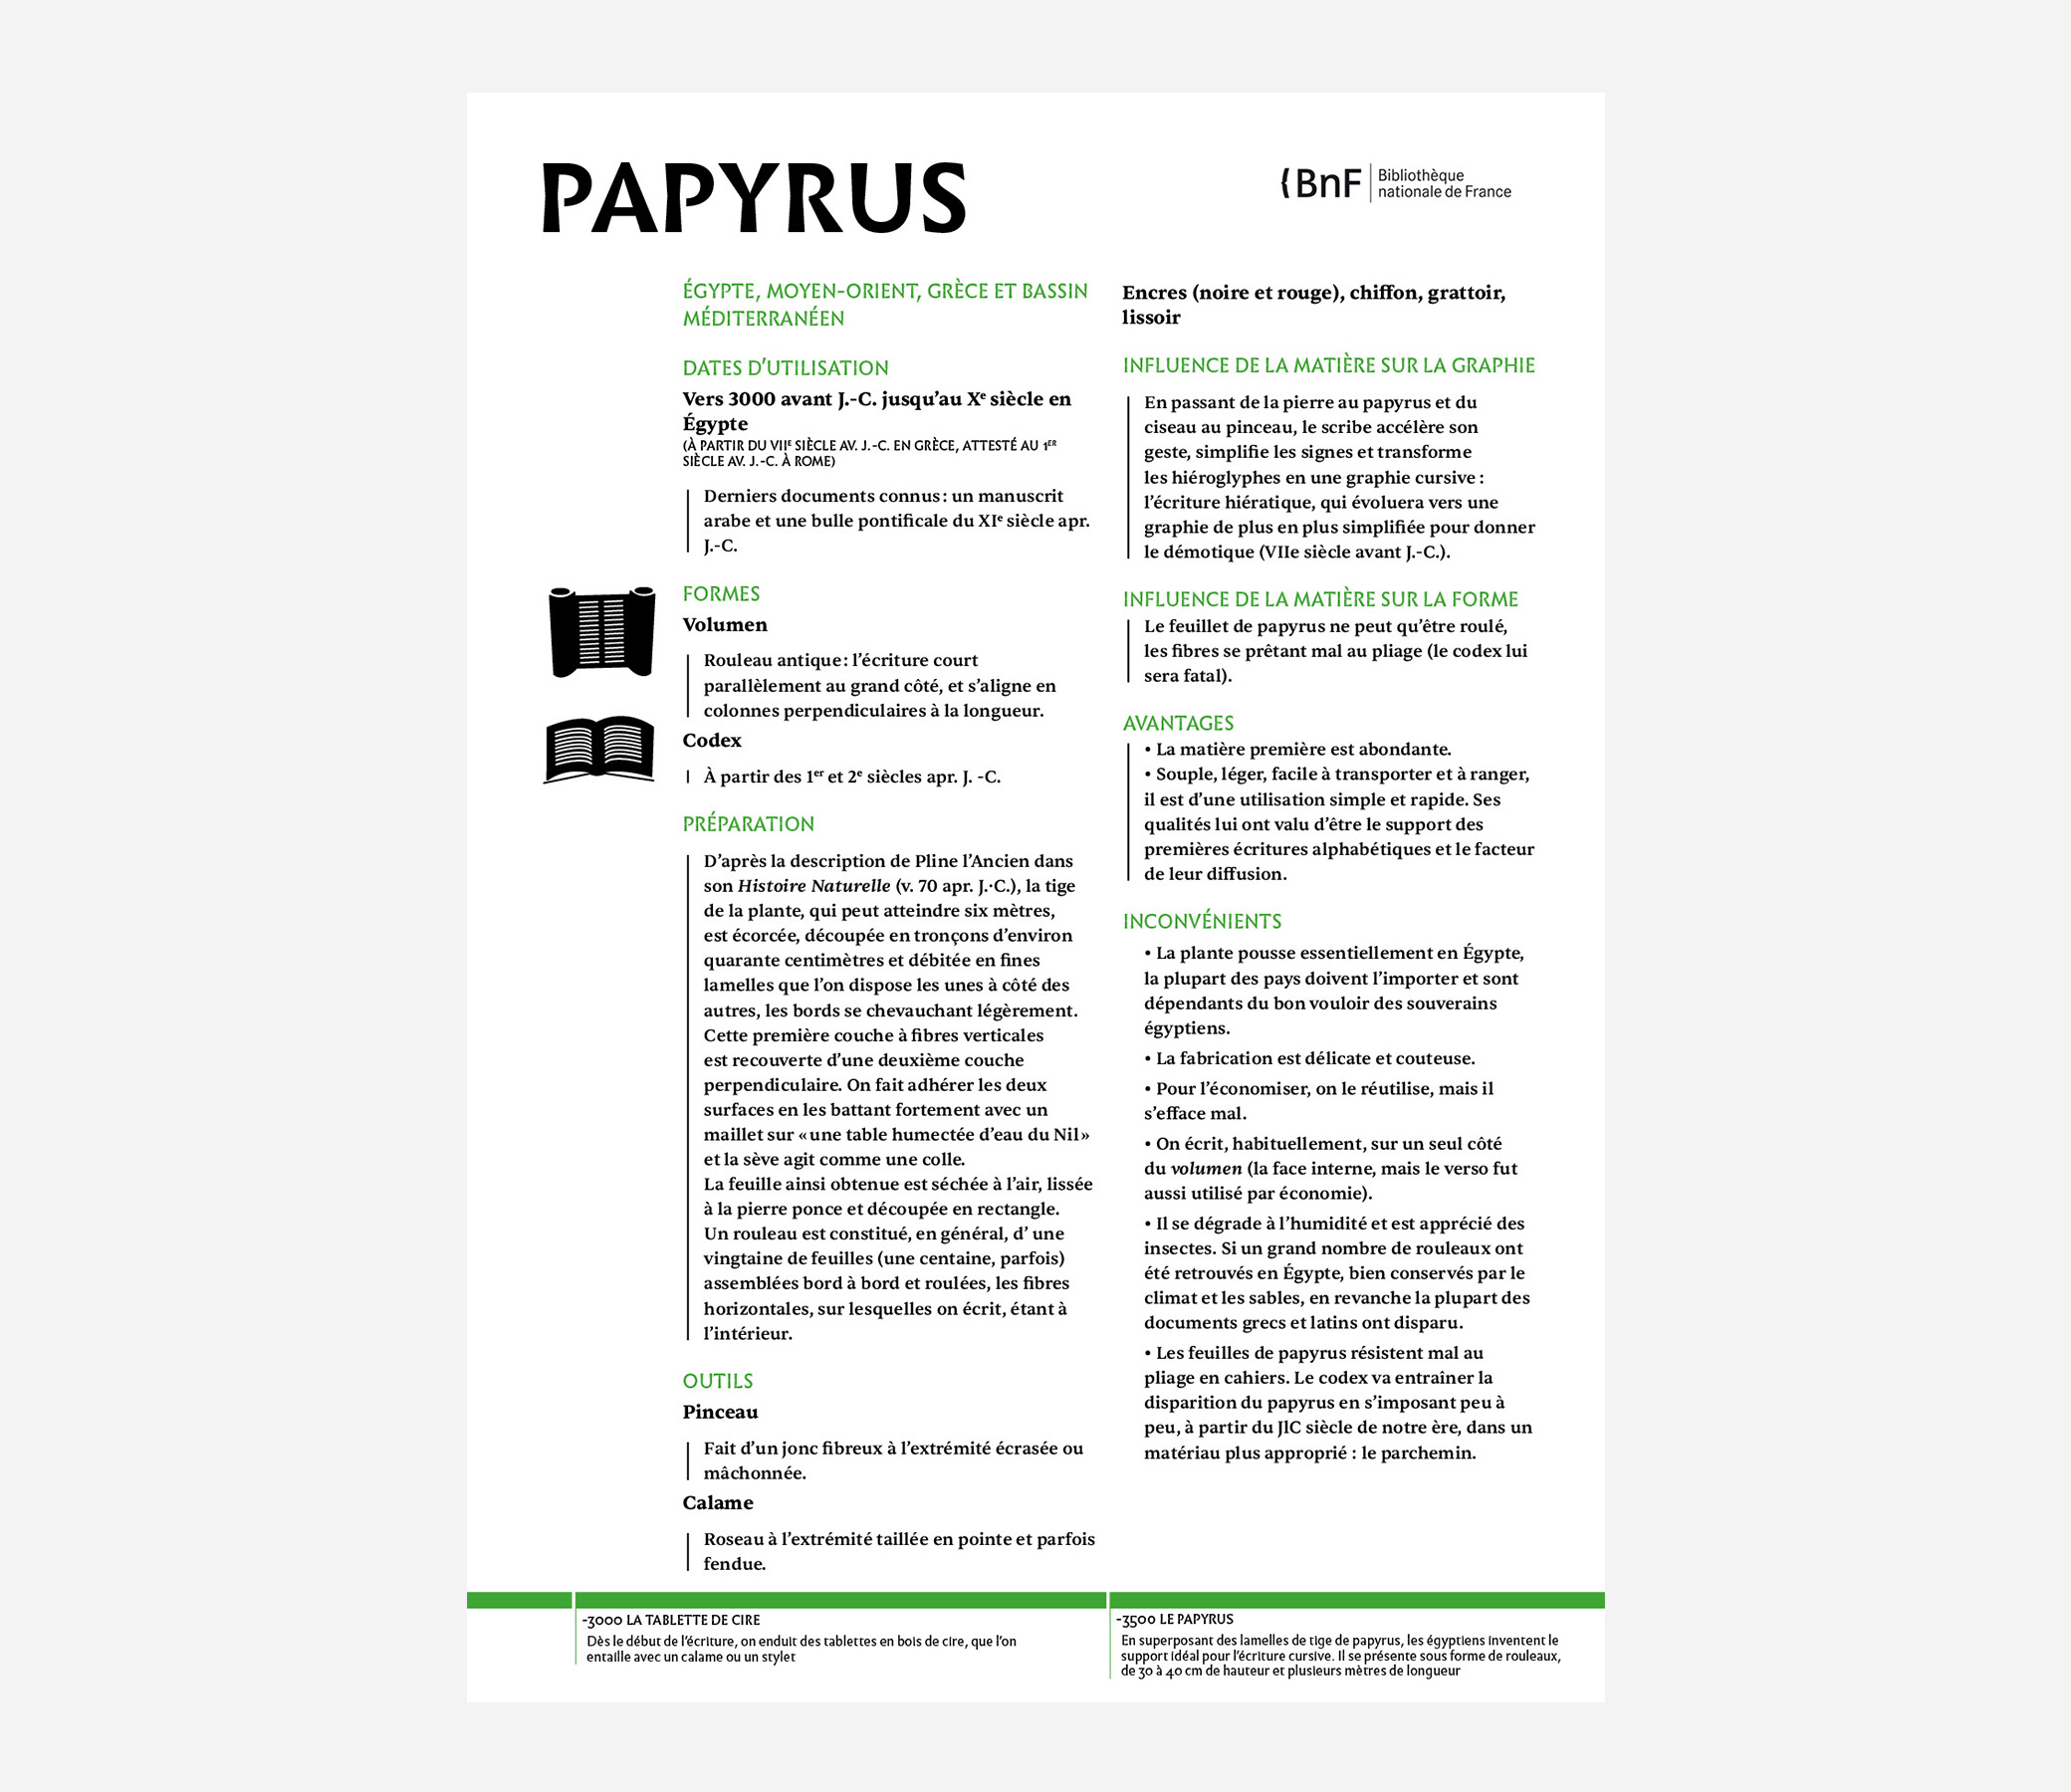 PAPYRUS
{BnF Bibliothèque
nationale de France
ÉGYPTE, MOYEN-ORIENT, GRÈCE ET BASSIN
MÉDITERRANÉEN
DATES D’UTILISATION
Vers 3000 avant J.-C. jusqu’au Xe siècle en
Égypte
(À PARTIR DU VIIE SIÈCLE AV. J.-C. EN GRÈCE, ATTESTÉ AU 1ER
SIÈCLE AV. J.-C. À ROME)
Derniers documents connus : un manuscrit
arabe et une bulle pontificale du XIe siècle apr.
J.-C.
FORMES
Volumen
Rouleau antique : l’écriture court
parallèlement au grand côté, et s’aligne en
colonnes perpendiculaires à la longueur.
Codex
À partir des 1er et 2e siècles apr. J. -C.
PRÉPARATION
D’après la description de Pline l’Ancien dans
son Histoire Naturelle (v. 70 apr. J.·C.), la tige
de la plante, qui peut atteindre six mètres,
est écorcée, découpée en tronçons d’environ
quarante centimètres et débitée en fines
lamelles que l’on dispose les unes à côté des
autres, les bords se chevauchant légèrement.
Cette première couche à fibres verticales
est recouverte d’une deuxième couche
perpendiculaire. On fait adhérer les deux
surfaces en les battant fortement avec un
maillet sur « une table humectée d’eau du Nil »
et la sève agit comme une colle.
La feuille ainsi obtenue est séchée à l’air, lissée
à la pierre ponce et découpée en rectangle.
Un rouleau est constitué, en général, d’ une
vingtaine de feuilles (une centaine, parfois)
assemblées bord à bord et roulées, les fibres
horizontales, sur lesquelles on écrit, étant à
l’intérieur.
OUTILS
Pinceau
Fait d’un jonc fibreux à l’extrémité écrasée ou
mâchonnée.
Calame
Roseau à l’extrémité taillée en pointe et parfois
fendue.
Encres (noire et rouge), chiffon, grattoir,
lissoir
INFLUENCE DE LA MATIÈRE SUR LA GRAPHIE
En passant de la pierre au papyrus et du
ciseau au pinceau, le scribe accélère son
geste, simplifie les signes et transforme
les hiéroglyphes en une graphie cursive :
l’écriture hiératique, qui évoluera vers une
graphie de plus en plus simplifiée pour donner
le démotique (VIIe siècle avant J.-C.).
INFLUENCE DE LA MATIÈRE SUR LA FORME
Le feuillet de papyrus ne peut qu’être roulé,
les fibres se prêtant mal au pliage (le codex lui
sera fatal).
AVANTAGES
• La matière première est abondante.
• Souple, léger, facile à transporter et à ranger,
il est d’une utilisation simple et rapide. Ses
qualités lui ont valu d’être le support des
premières écritures alphabétiques et le facteur
de leur diffusion.
INCONVÉNIENTS
• La plante pousse essentiellement en Égypte,
la plupart des pays doivent l’importer et sont
dépendants du bon vouloir des souverains
égyptiens.
• La fabrication est délicate et couteuse.
• Pour l’économiser, on le réutilise, mais il
s’efface mal.
• On écrit, habituellement, sur un seul côté
du volumen (la face interne, mais le verso fut
aussi utilisé par économie).
• Il se dégrade à l’humidité et est apprécié des
insectes. Si un grand nombre de rouleaux ont
été retrouvés en Égypte, bien conservés par le
climat et les sables, en revanche la plupart des
documents grecs et latins ont disparu.
• Les feuilles de papyrus résistent mal au
pliage en cahiers. Le codex va entraîner la
disparition du papyrus en s’imposant peu à
peu, à partir du JlC siècle de notre ère, dans un
matériau plus approprié : le parchemin.
-3000 LA TABLETTE DE CIRE
Dès le début de l’écriture, on enduit des tablettes en bois de cire, que l’on
entaille avec un calame ou un stylet
-3500 LE PAPYRUS
En superposant des lamelles de tige de papyrus, les égyptiens inventent le
support idéal pour l’écriture cursive. Il se présente sous forme de rouleaux,
de 30 à 40 cm de hauteur et plusieurs mètres de longueur